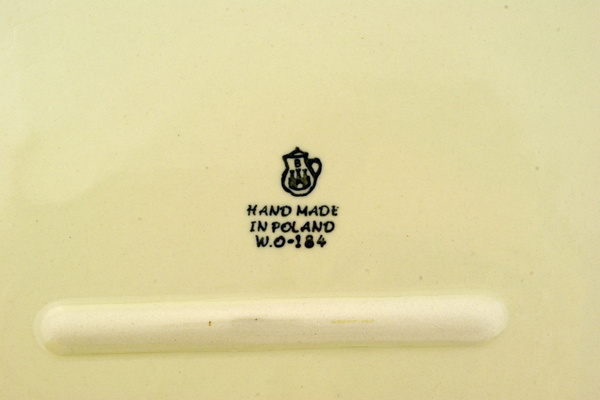 B
HAND MADE
IN POLAND
W.O-184